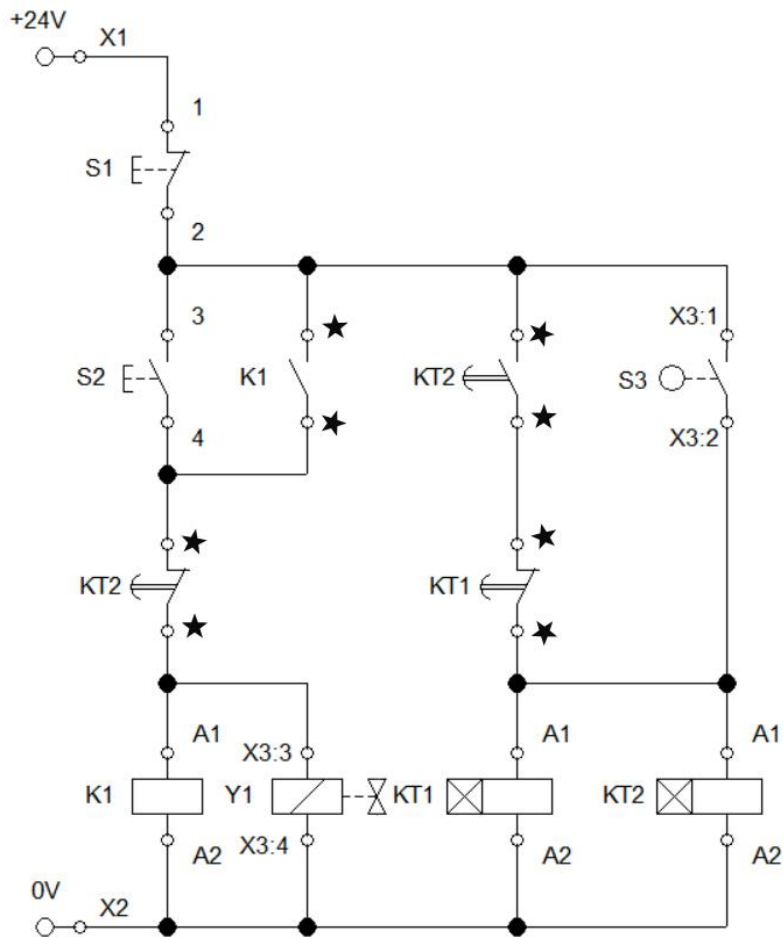 +24V
X1
1
S1
2
3
X3:1
S2
K1
KT2
S3
4
X3:2
KT2
KT1
A1
X3:3
A1
A1
K1
Y1
KT1
KT2
A2
X3:4
A2
A2
0V
X2